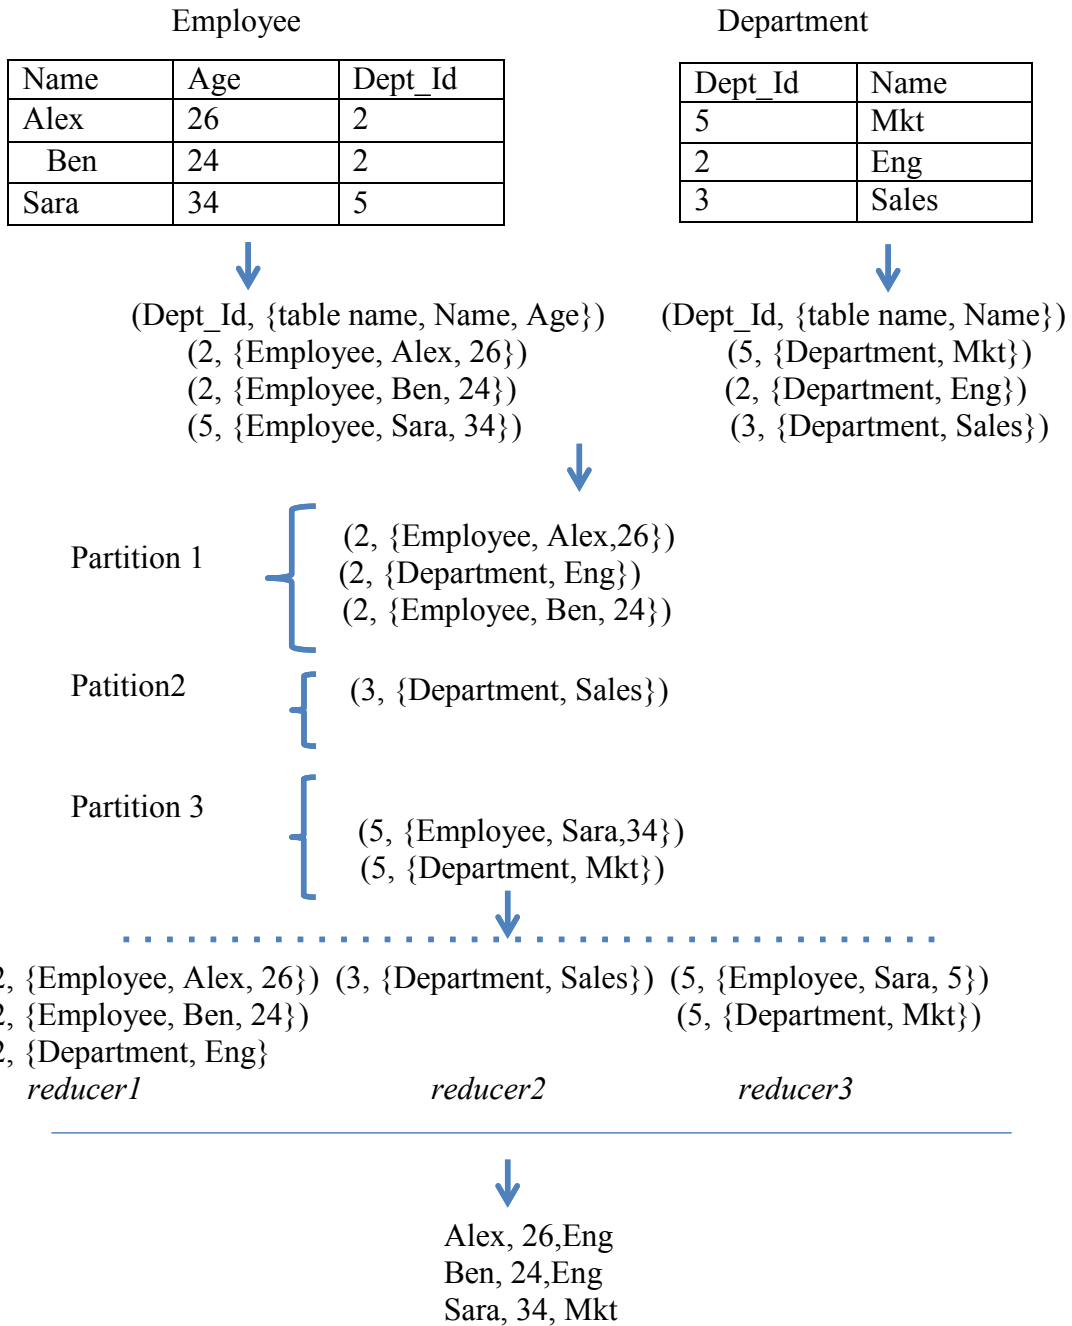 Employee
Department
Name Age Dept_Id
Alex 26 2
Ben 24 2
Sara 34 5
Dept_Id Name
5 Mkt
2 Eng
3 Sales
(Dept_Id, {table name, Name, Age})
(2, {Employee, Alex, 26})
(2, {Employee, Ben, 24})
(5, {Employee, Sara, 34})
(Dept_Id, {table name, Name})
(5, {Department, Mkt})
(2, {Department, Eng})
(3, {Department, Sales})
Partition 1
(2, {Employee, Alex,26})
(2, {Department, Eng})
(2, {Employee, Ben, 24})
Patition2
(3, {Department, Sales})
Partition 3
(5, {Employee, Sara,34})
(5, {Department, Mkt})
2, {Employee, Alex, 26})
2, {Employee, Ben, 24})
2, {Department, Eng}
reducer1
(3, {Department, Sales})
reducer2
(5, {Employee, Sara, 5})
(5, {Department, Mkt})
reducer3
Alex, 26,Eng
Ben, 24,Eng
Sara, 34, Mkt